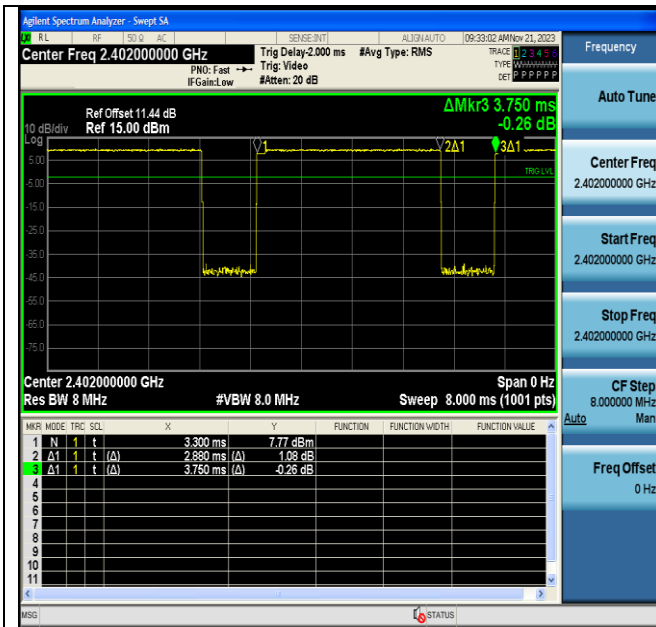 Agilent Spectrum Analyzer - Swept SA
RL RF 50 Ω AC SENSE:INT ALIGN AUTO 09:33:02 AM Nov 21, 2023
Center Freq 2.402000000 GHz Trig Delay-2.000 ms #Avg Type: RMS TRACE 1 2 3 4 5 6
PNO: Fast Trig: Video TYPE
IFGain:Low #Atten: 20 dB DET P P P P P P
Frequency
Auto Tune
Center Freq
2.402000000 GHz
Start Freq
2.402000000 GHz
Stop Freq
2.402000000 GHz
CF Step
8.000000 MHz
Auto Man
Freq Offset
0 Hz
ΔMkr3 3.750 ms
-0.26 dB
Ref Offset 11.44 dB
10 dB/div Ref 15.00 dBm
Log
1 2Δ1 3Δ1
5.00
TRIG LVL
-5.00
-15.0
-25.0
-35.0
-45.0
-55.0
-65.0
-75.0
Center 2.402000000 GHz Span 0 Hz
Res BW 8 MHz #VBW 8.0 MHz Sweep 8.000 ms (1001 pts)
MKR MODE TRC SCL X Y FUNCTION FUNCTION WIDTH FUNCTION VALUE
1 N 1 t 3.300 ms 7.77 dBm
2 Δ1 1 t (Δ) 2.880 ms (Δ) 1.08 dB
3 Δ1 1 t (Δ) 3.750 ms (Δ) -0.26 dB
4
5
6
7
8
9
10
11
MSG STATUS